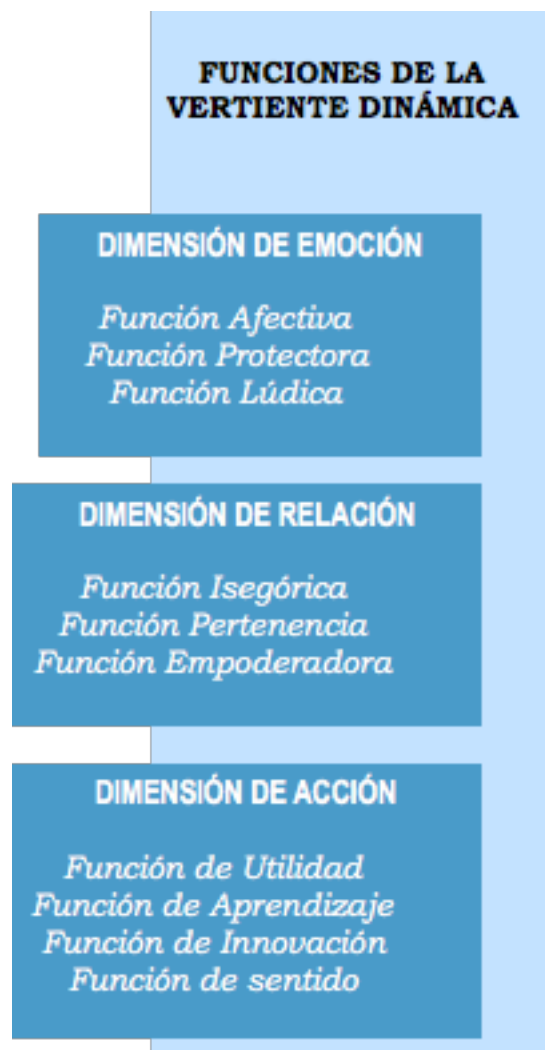 FUNCIONES DE LA
VERTIENTE DINÁMICA
DIMENSIÓN DE EMOCIÓN
Función Afectiva
Función Protectora
Función Lúdica
DIMENSIÓN DE RELACIÓN
Función Isegórica
Función Pertenencia
Función Empoderadora
DIMENSIÓN DE ACCIÓN
Función de Utilidad
Función de Aprendizaje
Función de Innovación
Función de sentido